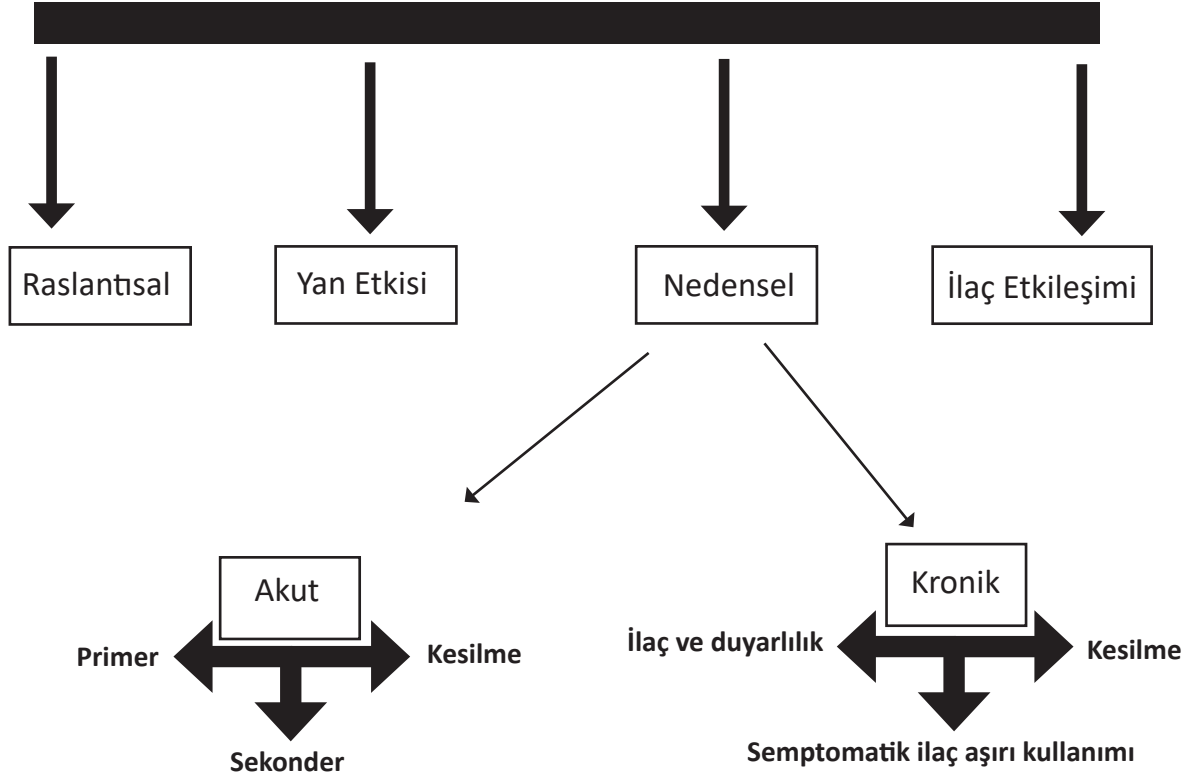 Raslantısal
Yan Etkisi
Nedensel
İlaç Etkileşimi
Akut
Kronik
Primer
Kesilme
İlaç ve duyarlılık
Kesilme
Sekonder
Semptomatik ilaç aşırı kullanımı